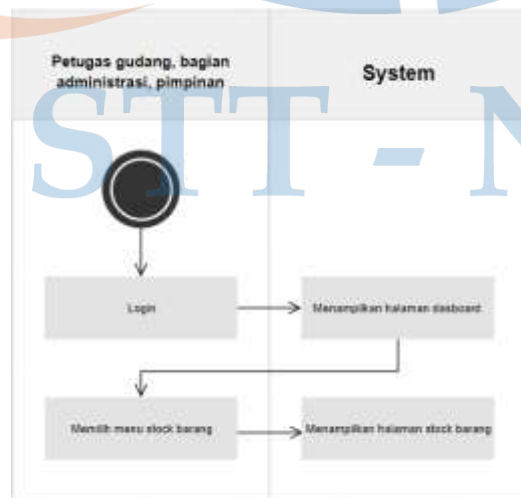 Petugas gudang, bagian
administrasi, pimpinan
System
STT - N
Login
Menampilkan halaman dasboard
Memilih menu stock barang
Menampilkan halaman stock barang